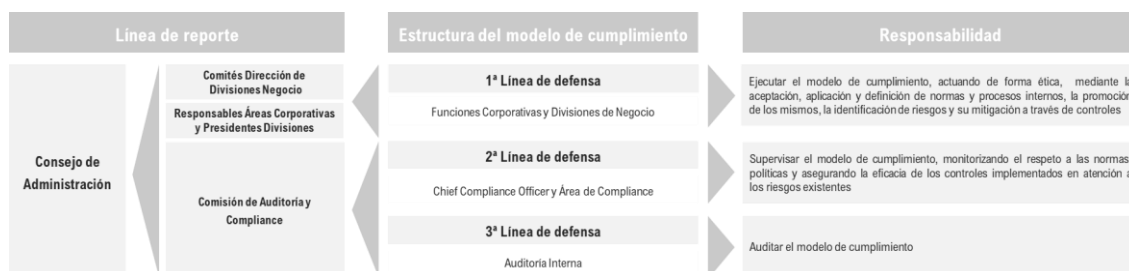 Línea de reporte
Estructura del modelo de cumplimiento
Responsabilidad
Consejo de
Administración
Comités Dirección de
Divisiones Negocio
Responsables Áreas Corporativas
y Presidentes Divisiones
Comisión de Auditoría y
Compliance
1ª Línea de defensa
Funciones Corporativas y Divisiones de Negocio
2ª Línea de defensa
Chief Compliance Officer y Área de Compliance
3ª Línea de defensa
Auditoría Interna
Ejecutar el modelo de cumplimiento, actuando de forma ética, mediante la
aceptación, aplicación y definición de normas y procesos internos, la promoción
de los mismos, la identificación de riesgos y su mitigación a través de controles
Supervisar el modelo de cumplimiento, monitorizando el respeto a las normas
políticas y asegurando la eficacia de los controles implementados en atención a
los riesgos existentes
Auditar el modelo de cumplimiento